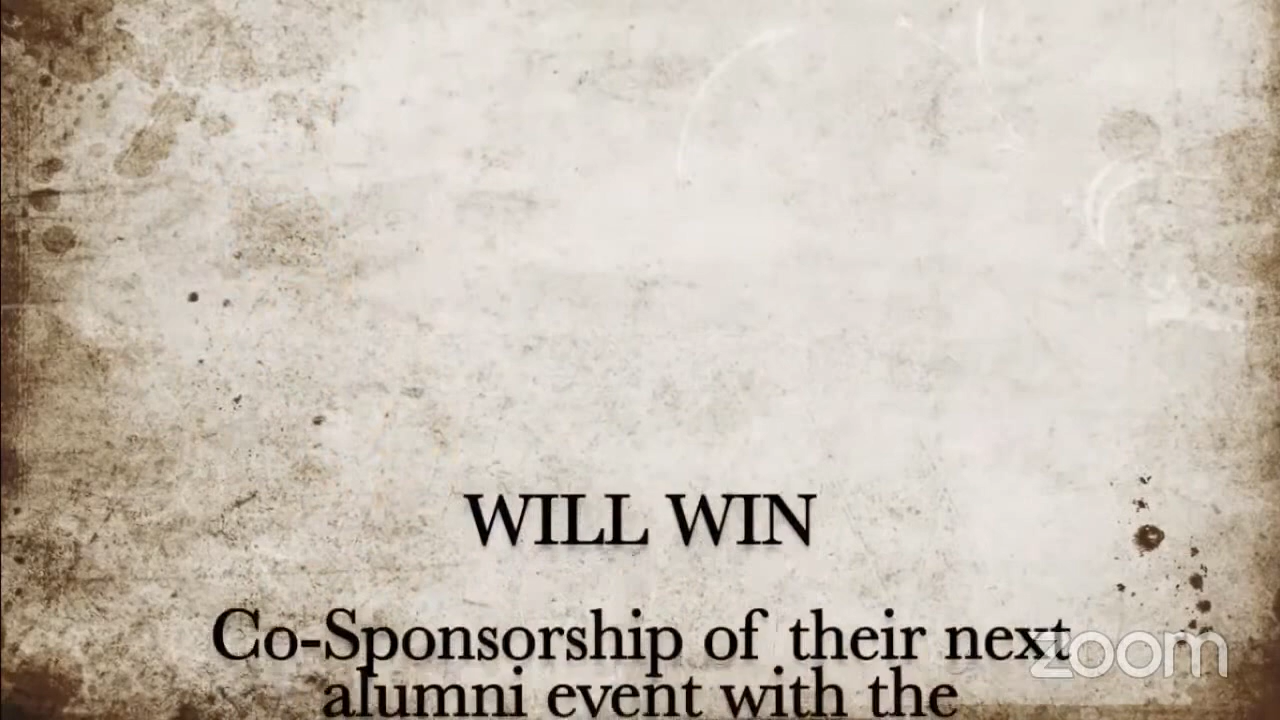 WILL WIN
Co-Sponsorship of their next
alumni event with the
zoom